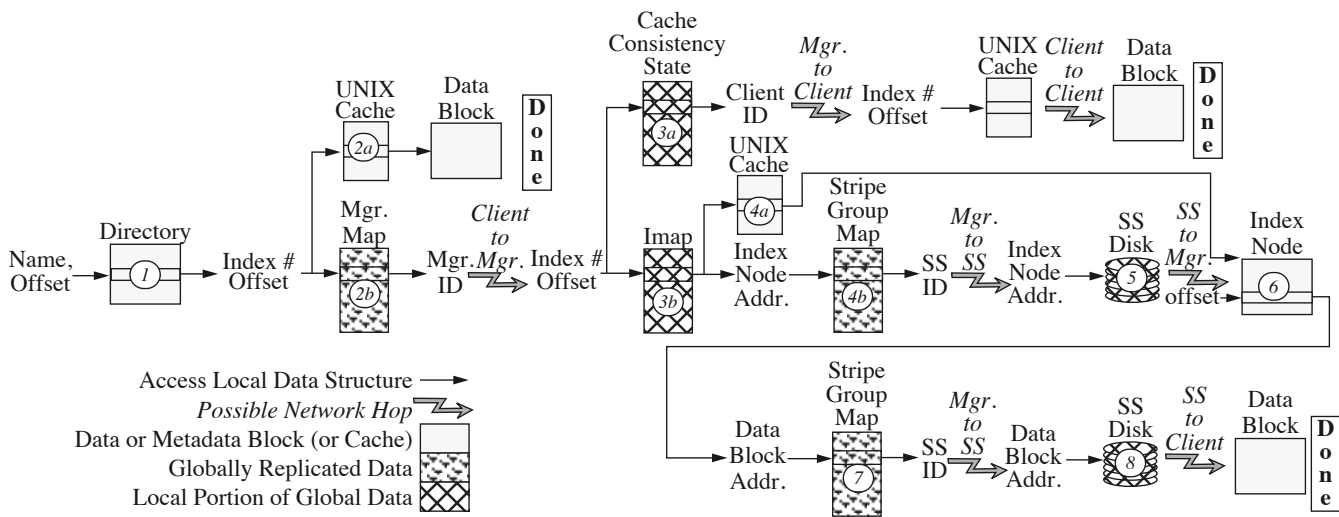 Cache
Consistency
State
Mgr.
to
Client
Client
ID
Index #
Offset
UNIX
Cache
Client
to
Client
Data
Block
D
o
n
e
3a
UNIX
Cache
2a
Data
Block
D
o
n
e
UNIX
Cache
4a
Name,
Offset
Directory
1
Index #
Offset
Mgr.
Map
2b
Mgr.
ID
Client
to
Mgr.
Index #
Offset
Imap
3b
Index
Node
Addr.
Stripe
Group
Map
4b
SS
ID
Mgr.
to
SS
Index
Node
Addr.
SS
Disk
5
SS
to
Mgr.
offset
Index
Node
6
Access Local Data Structure
Possible Network Hop
Data or Metadata Block (or Cache)
Globally Replicated Data
Local Portion of Global Data
Data
Block
Addr.
Stripe
Group
Map
7
SS
ID
Mgr.
to
SS
Data
Block
Addr.
SS
Disk
8
SS
to
Client
Data
Block
D
o
n
e